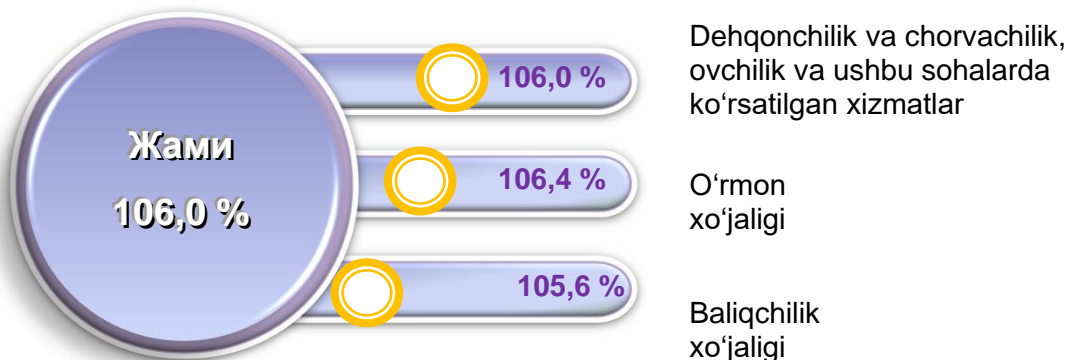 Жами
106,0 %
106,0 %
Dehqonchilik va chorvachilik,
ovchilik va ushbu sohalarda
ko‘rsatilgan xizmatlar
106,4 %
O‘rmon
xo‘jaligi
105,6 %
Baliqchilik
xo‘jaligi